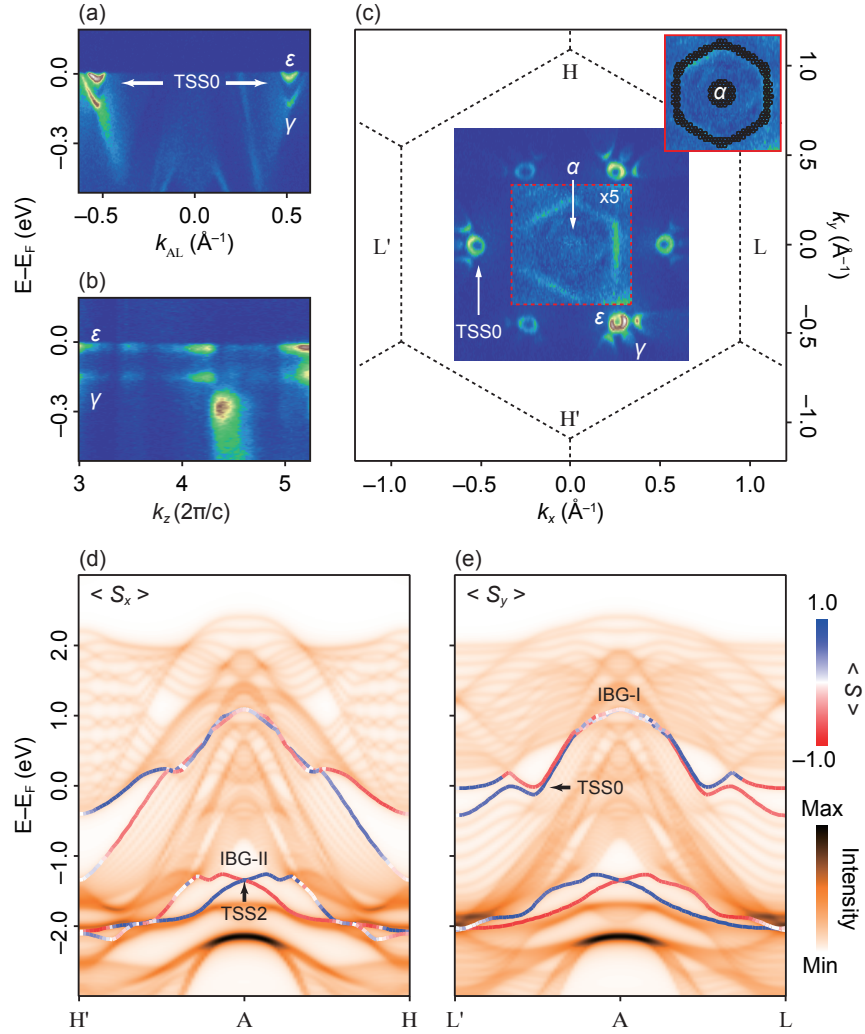 (a)
0.0
−0.3
ε
TSS0
γ
−0.5
0.0
0.5
k_AL (Å⁻¹)
E−E_F (eV)
(b)
0.0
−0.3
ε
γ
3
4
5
k_z (2π/c)
(c)
H
α
α
x5
L'
L
TSS0
ε
γ
H'
1.0
0.5
0.0
−0.5
−1.0
k_y (Å⁻¹)
−1.0
−0.5
0.0
0.5
1.0
k_x (Å⁻¹)
(d)
< S_x >
2.0
1.0
0.0
−1.0
−2.0
E−E_F (eV)
IBG-II
TSS2
H'
A
H
(e)
< S_y >
IBG-I
TSS0
L'
A
L
1.0
< S >
−1.0
Max
Intensity
Min